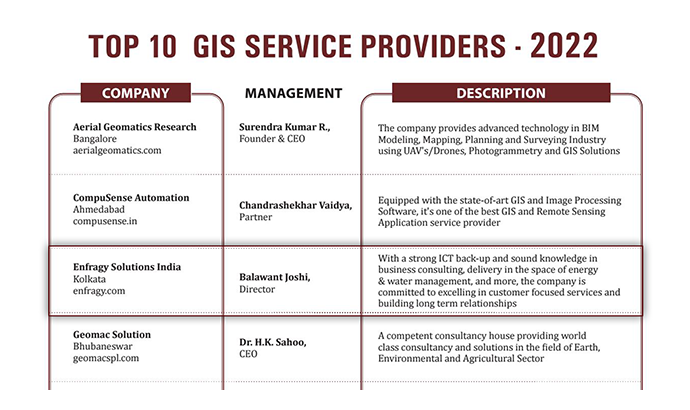 TOP 10 GIS SERVICE PROVIDERS - 2022
COMPANY MANAGEMENT DESCRIPTION
Aerial Geomatics Research
Bangalore
aerialgeomatics.com
Surendra Kumar R.,
Founder & CEO
The company provides advanced technology in BIM
Modeling, Mapping, Planning and Surveying Industry
using UAV's/Drones, Photogrammetry and GIS Solutions
CompuSense Automation
Ahmedabad
compusense.in
Chandrashekhar Vaidya,
Partner
Equipped with the state-of-art GIS and Image Processing
Software, it's one of the best GIS and Remote Sensing
Application service provider
Enfragy Solutions India
Kolkata
enfragy.com
Balawant Joshi,
Director
With a strong ICT back-up and sound knowledge in
business consulting, delivery in the space of energy
& water management, and more, the company is
committed to excelling in customer focused services and
building long term relationships
Geomac Solution
Bhubaneswar
geomacspl.com
Dr. H.K. Sahoo,
CEO
A competent consultancy house providing world
class consultancy and solutions in the field of Earth,
Environmental and Agricultural Sector